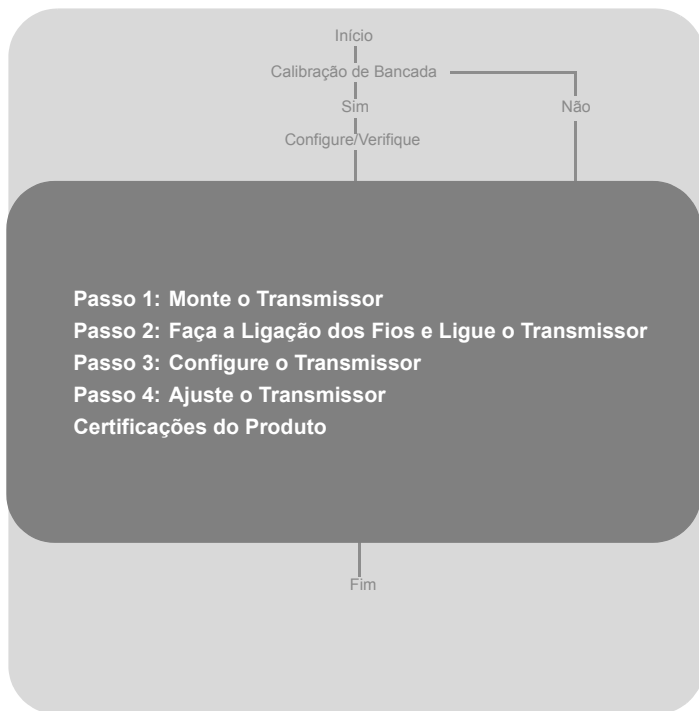 Início
Calibração de Bancada
Sim
Não
Configure/Verifique
Passo 1: Monte o Transmissor
Passo 2: Faça a Ligação dos Fios e Ligue o Transmissor
Passo 3: Configure o Transmissor
Passo 4: Ajuste o Transmissor
Certificações do Produto
Fim